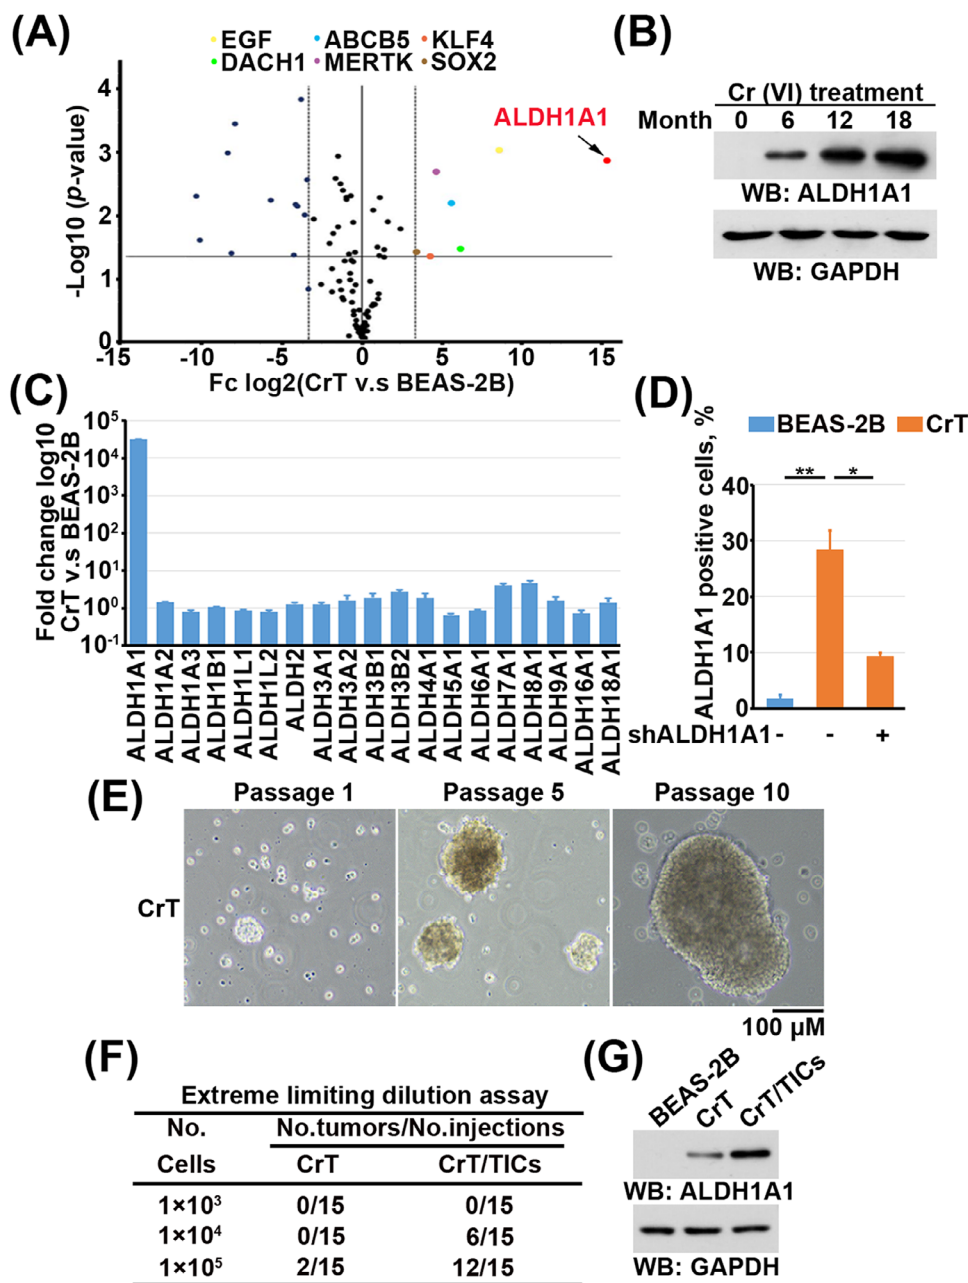 (A)
EGF ABCB5 KLF4
DACH1 MERTK SOX2
ALDH1A1
-Log10 (p-value)
4
3
2
1
0
-15 -10 -5 0 5 10 15
Fc log2(CrT v.s BEAS-2B)
(B)
Cr (VI) treatment
Month 0 6 12 18
WB: ALDH1A1
WB: GAPDH
(C)
Fold change log10
CrT v.s BEAS-2B
10⁵
10⁴
10³
10²
10¹
10⁰
10⁻¹
ALDH1A1
ALDH1A2
ALDH1A3
ALDH1B1
ALDH1L1
ALDH1L2
ALDH2
ALDH3A1
ALDH3A2
ALDH3B1
ALDH3B2
ALDH4A1
ALDH5A1
ALDH6A1
ALDH7A1
ALDH8A1
ALDH9A1
ALDH16A1
ALDH18A1
(D)
BEAS-2B CrT
ALDH1A1 positive cells, %
** *
40
30
20
10
0
shALDH1A1 - - +
(E)
Passage 1 Passage 5 Passage 10
CrT
100 µM
(F)
Extreme limiting dilution assay
No. No.tumors/No.injections
Cells CrT CrT/TICs
1×10³ 0/15 0/15
1×10⁴ 0/15 6/15
1×10⁵ 2/15 12/15
(G)
BEAS-2B
CrT
CrT/TICs
WB: ALDH1A1
WB: GAPDH